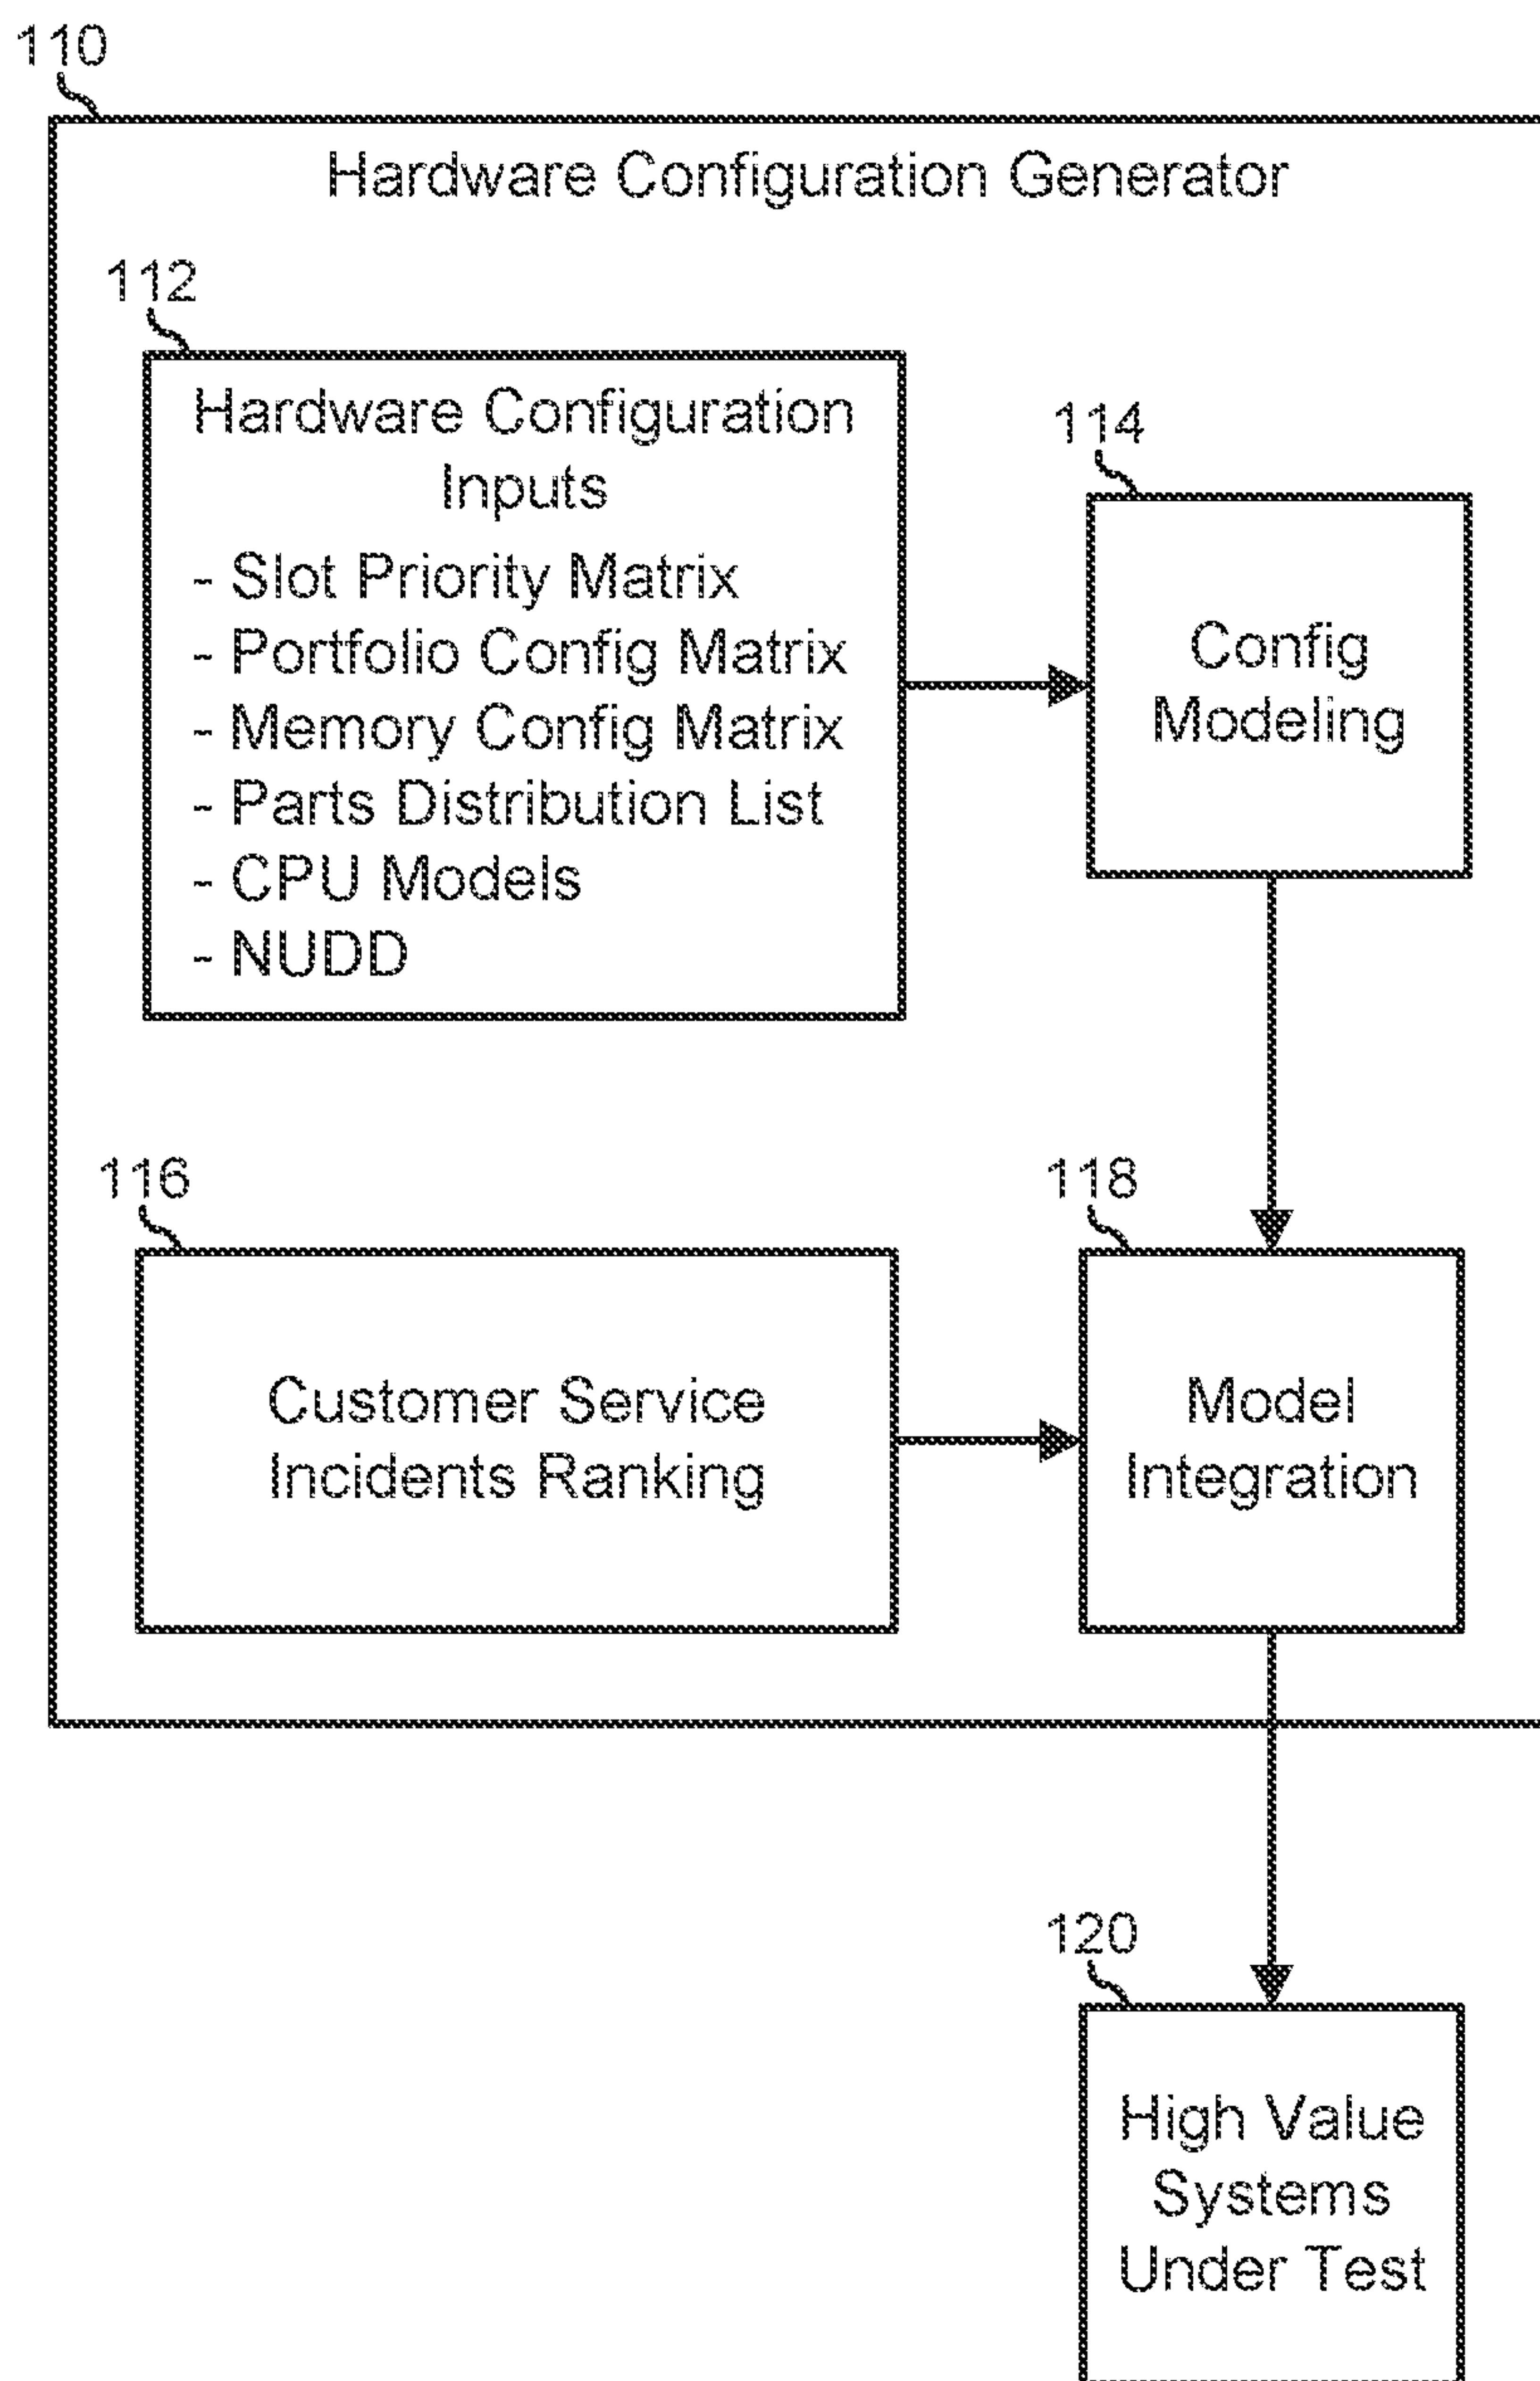 110
Hardware Configuration Generator
112
Hardware Configuration
Inputs
- Slot Priority Matrix
- Portfolio Config Matrix
- Memory Config Matrix
- Parts Distribution List
- CPU Models
- NUDD
114
Config
Modeling
116
Customer Service
Incidents Ranking
118
Model
Integration
120
High Value
Systems
Under Test